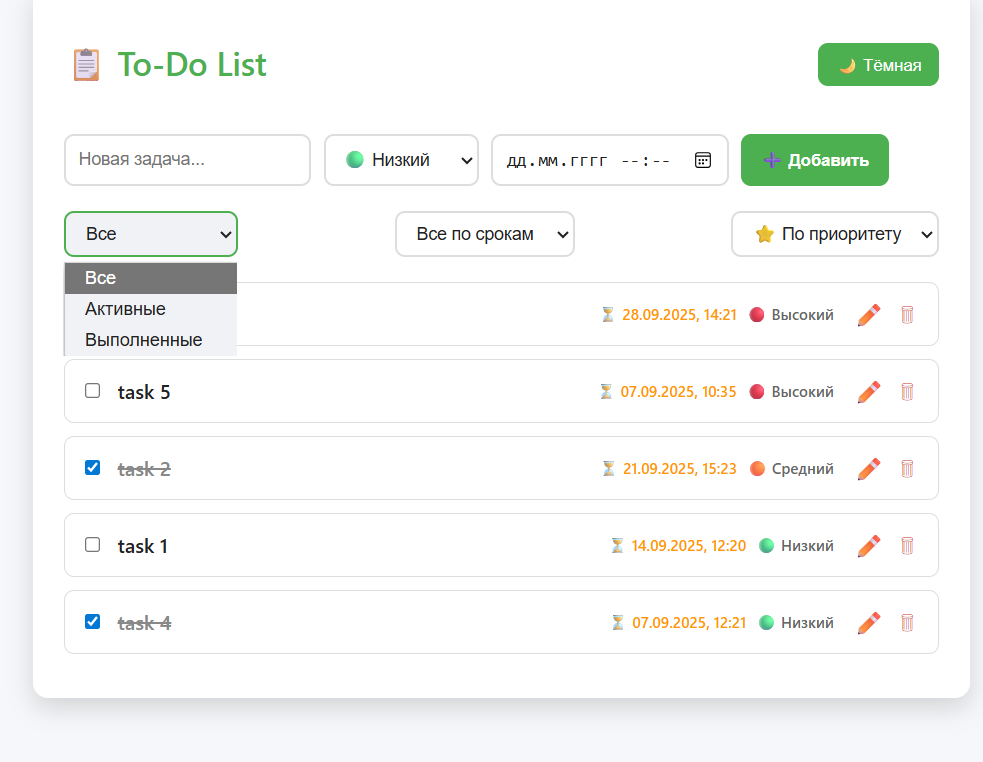 To-Do List
Тёмная
Новая задача...
Низкий
дд.мм.гггг --:--
Добавить
Все
Все по срокам
По приоритету
Все
Активные
Выполненные
28.09.2025, 14:21
Высокий
task 5
07.09.2025, 10:35
Высокий
task 2
21.09.2025, 15:23
Средний
task 1
14.09.2025, 12:20
Низкий
task 4
07.09.2025, 12:21
Низкий